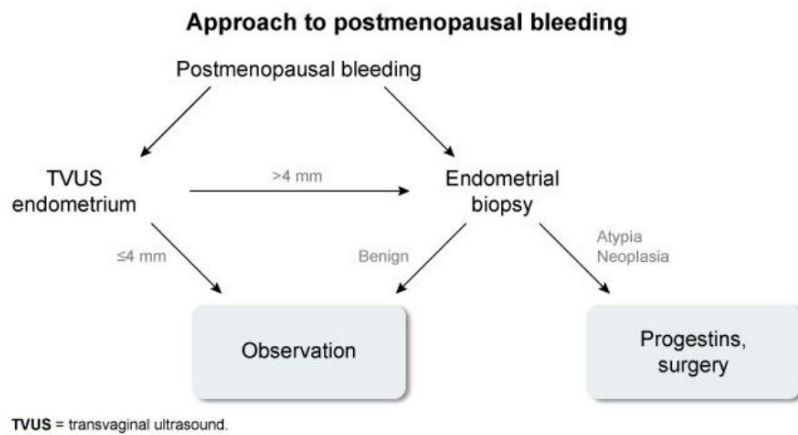 Approach to postmenopausal bleeding
Postmenopausal bleeding
TVUS
endometrium
>4 mm
Endometrial
biopsy
≤4 mm
Benign
Atypia
Neoplasia
Observation
Progestins,
surgery
TVUS = transvaginal ultrasound.